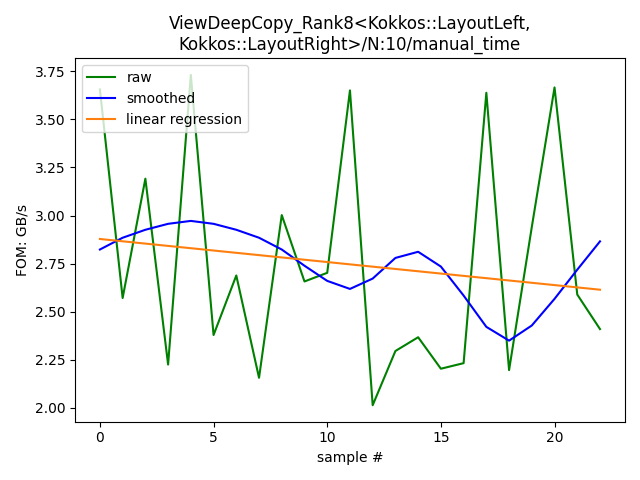 ViewDeepCopy_Rank8<Kokkos::LayoutLeft,
Kokkos::LayoutRight>/N:10/manual_time
raw
smoothed
linear regression
FOM: GB/s
3.75
3.50
3.25
3.00
2.75
2.50
2.25
2.00
0
5
10
15
20
sample #